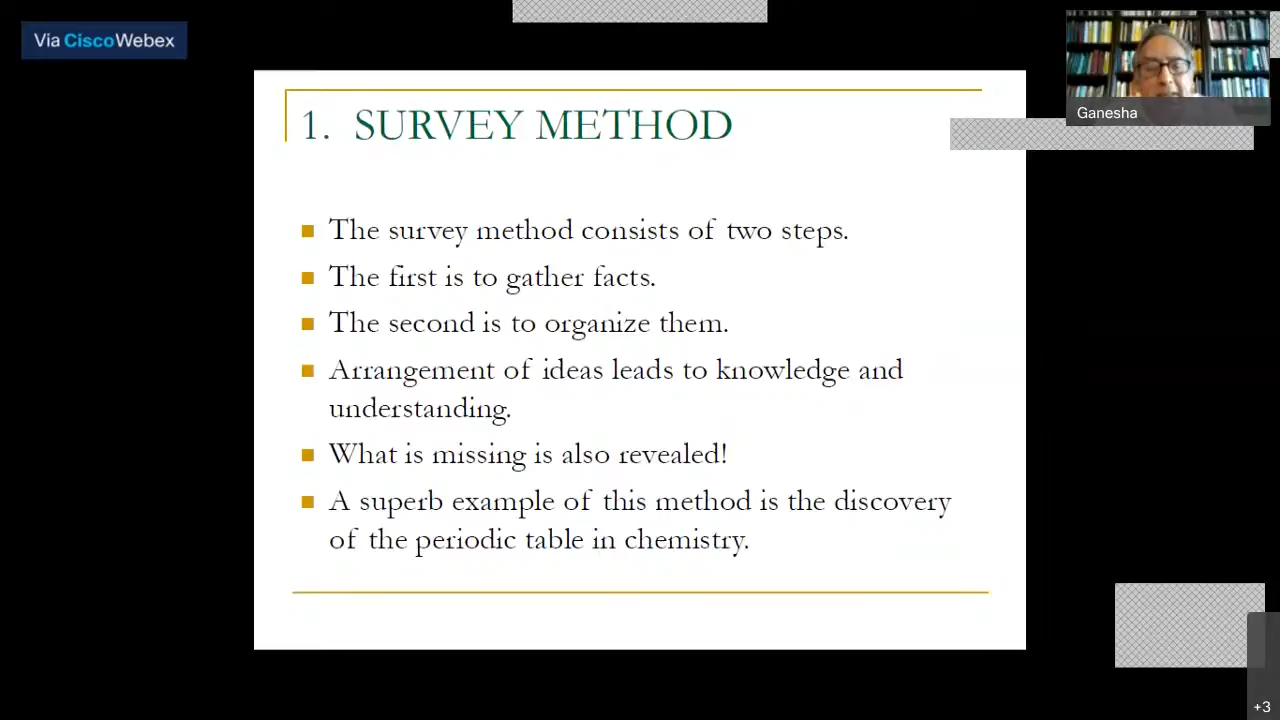 Via CiscoWebex
Ganesha
1. SURVEY METHOD
The survey method consists of two steps.
The first is to gather facts.
The second is to organize them.
Arrangement of ideas leads to knowledge and
understanding.
What is missing is also revealed!
A superb example of this method is the discovery
of the periodic table in chemistry.
+3